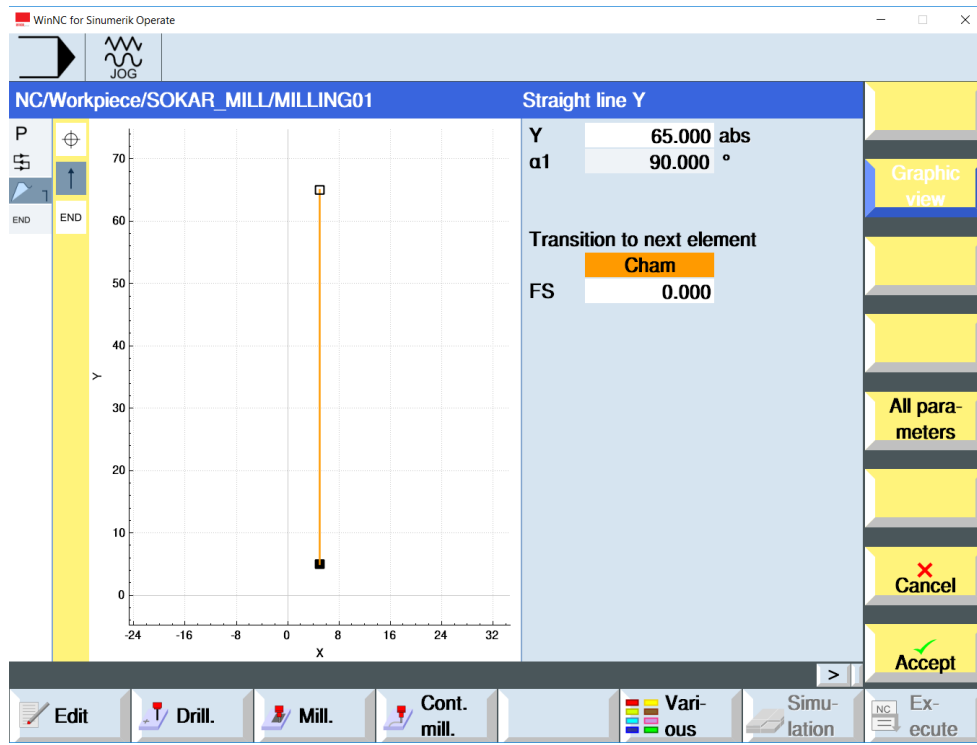 WinNC for Sinumerik Operate
JOG
NC/Workpiece/SOKAR_MILL/MILLING01
Straight line Y
P
END
END
70
60
50
40
30
20
10
0
Y
-24 -16 -8 0 8 16 24 32
X
Y 65.000 abs
α1 90.000 °
Transition to next element
Cham
FS 0.000
Graphic
view
All para-
meters
Cancel
Accept
>
Edit
Drill.
Mill.
Cont.
mill.
Vari-
ous
Simu-
lation
NC
Ex-
ecute